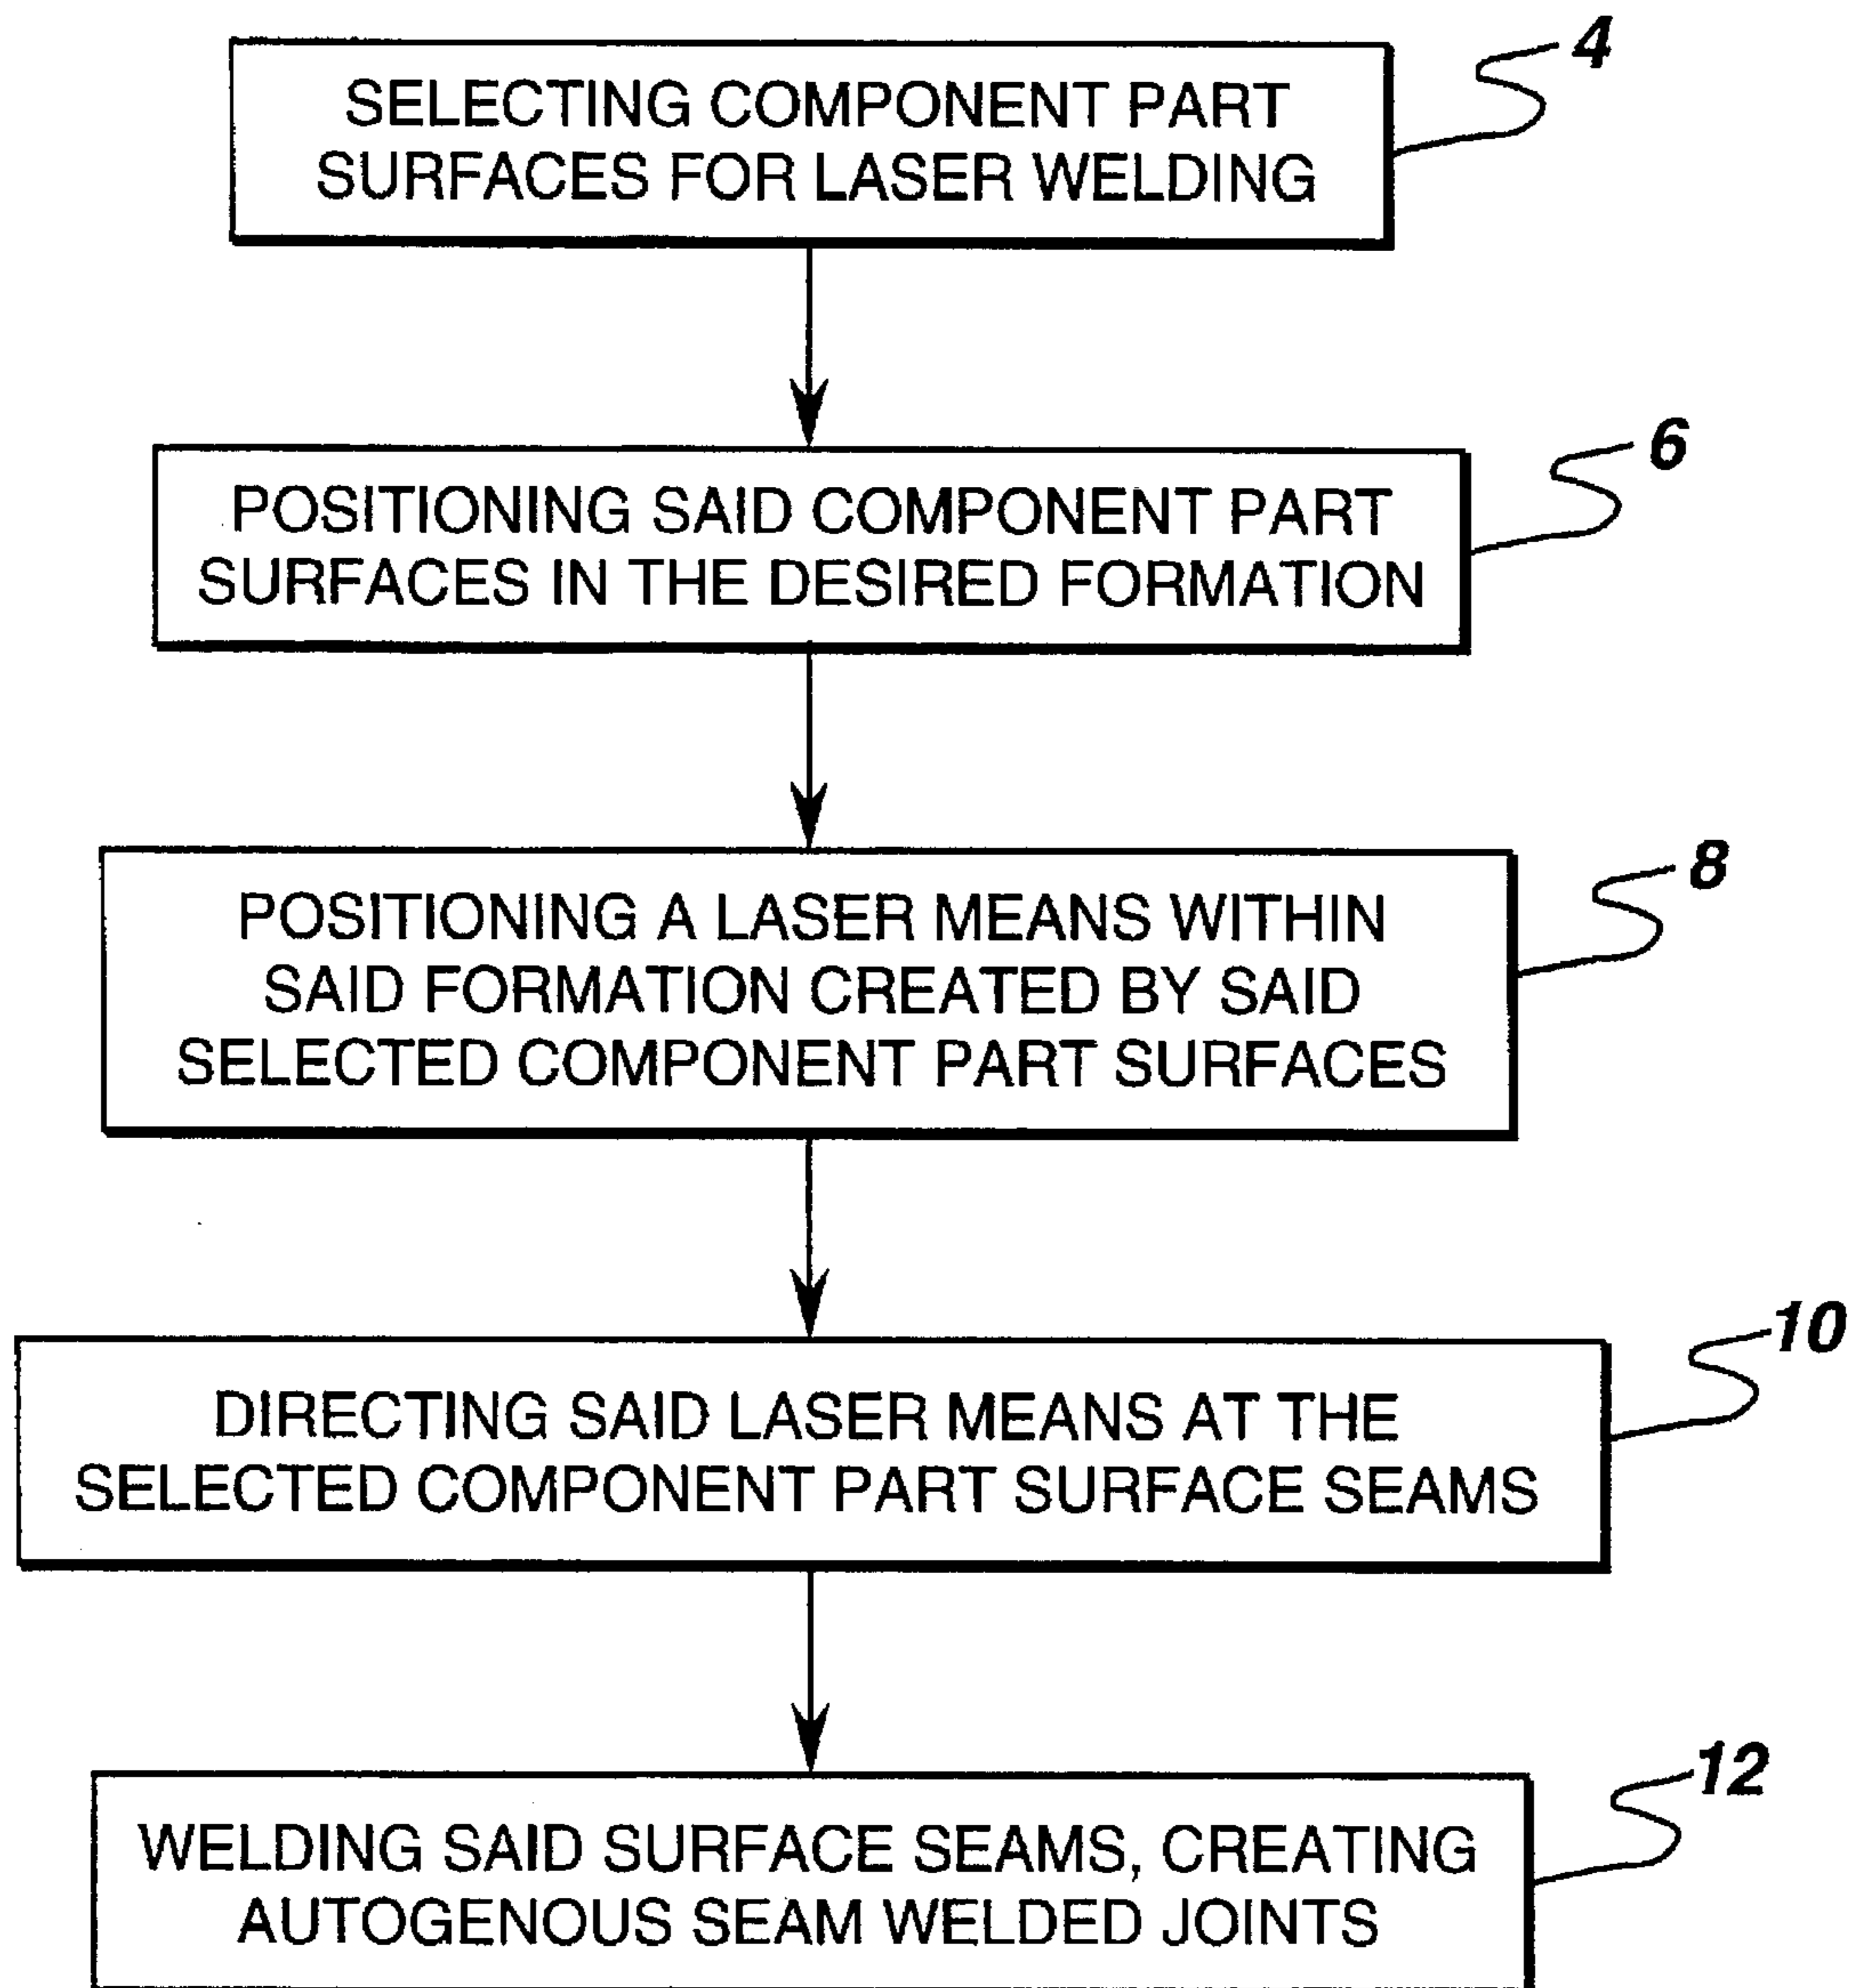 4
SELECTING COMPONENT PART
SURFACES FOR LASER WELDING
6
POSITIONING SAID COMPONENT PART
SURFACES IN THE DESIRED FORMATION
8
POSITIONING A LASER MEANS WITHIN
SAID FORMATION CREATED BY SAID
SELECTED COMPONENT PART SURFACES
10
DIRECTING SAID LASER MEANS AT THE
SELECTED COMPONENT PART SURFACE SEAMS
12
WELDING SAID SURFACE SEAMS, CREATING
AUTOGENOUS SEAM WELDED JOINTS